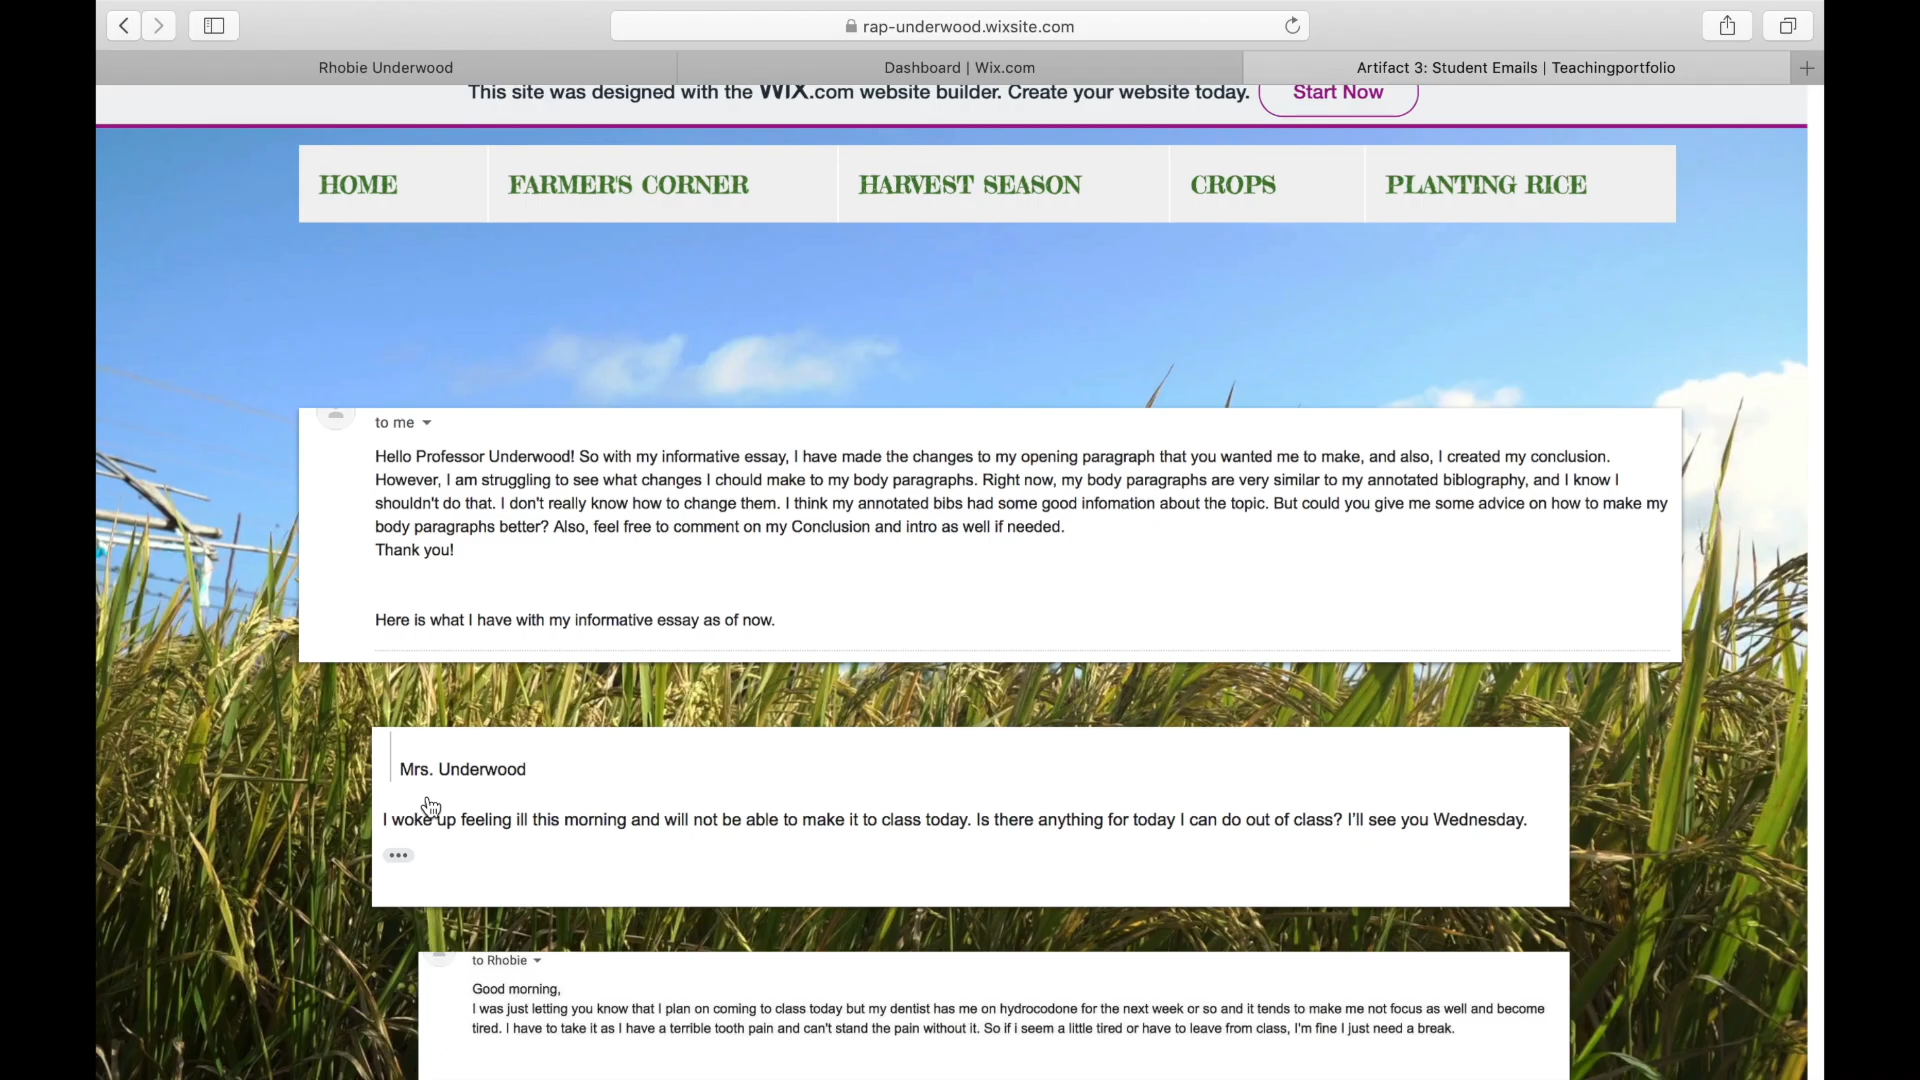 rap-underwood.wixsite.com
Rhobie Underwood
Dashboard | Wix.com
Artifact 3: Student Emails | Teachingportfolio
This site was designed with the WIX.com website builder. Create your website today.
Start Now
HOME
FARMER'S CORNER
HARVEST SEASON
CROPS
PLANTING RICE
to me
Hello Professor Underwood! So with my informative essay, I have made the changes to my opening paragraph that you wanted me to make, and also, I created my conclusion.
However, I am struggling to see what changes I chould make to my body paragraphs. Right now, my body paragraphs are very similar to my annotated biblography, and I know I
shouldn't do that. I don't really know how to change them. I think my annotated bibs had some good infomation about the topic. But could you give me some advice on how to make my
body paragraphs better? Also, feel free to comment on my Conclusion and intro as well if needed.
Thank you!
Here is what I have with my informative essay as of now.
Mrs. Underwood
I woke up feeling ill this morning and will not be able to make it to class today. Is there anything for today I can do out of class? I'll see you Wednesday.
to Rhobie
Good morning,
I was just letting you know that I plan on coming to class today but my dentist has me on hydrocodone for the next week or so and it tends to make me not focus as well and become
tired. I have to take it as I have a terrible tooth pain and can't stand the pain without it. So if i seem a little tired or have to leave from class, I'm fine I just need a break.